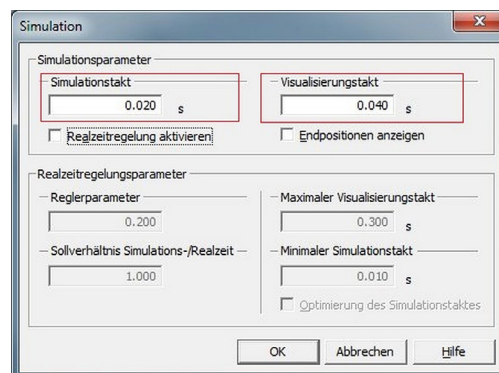 Simulation
Simulationsparameter
Simulationstakt
0.020 s
Visualisierungstakt
0.040 s
Realzeitregelung aktivieren
Endpositionen anzeigen
Realzeitregelungsparameter
Reglerparameter
0.200
Maximaler Visualisierungstakt
0.300 s
Sollverhältnis Simulations-/Realzeit
1.000
Minimaler Simulationstakt
0.010 s
Optimierung des Simulationstaktes
OK
Abbrechen
Hilfe